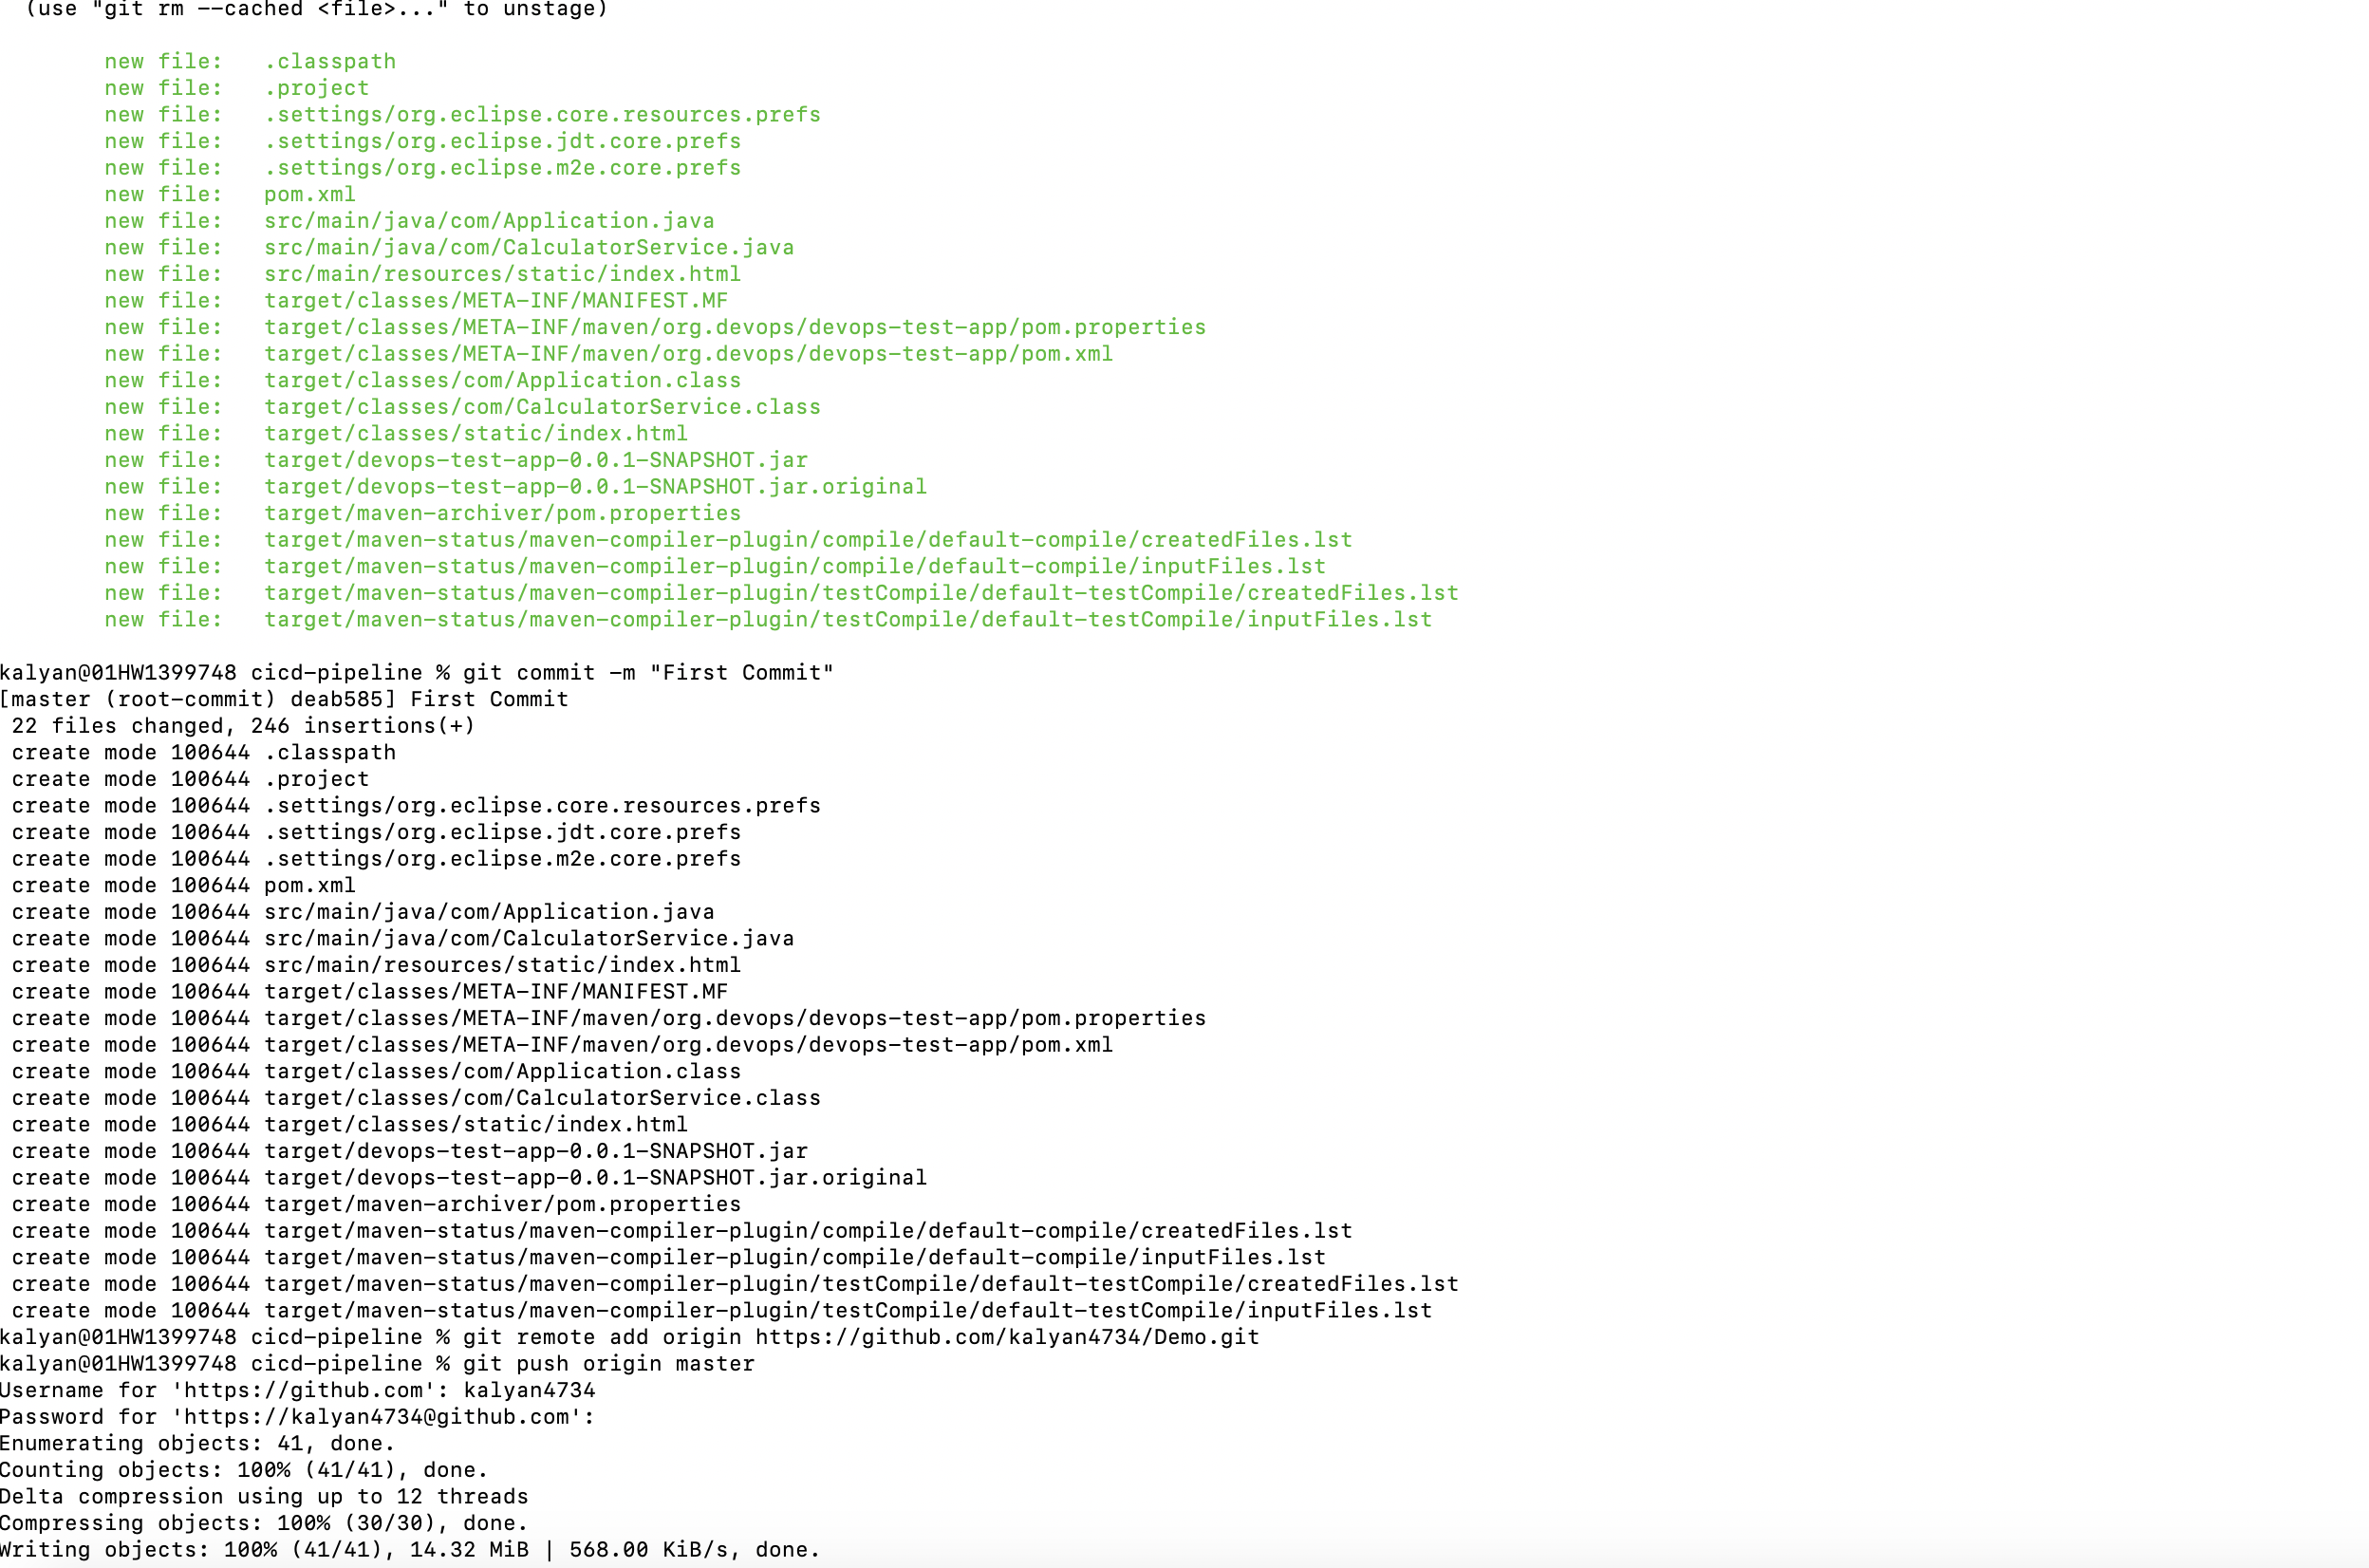 (use "git rm --cached <file>..." to unstage)
new file:   .classpath
new file:   .project
new file:   .settings/org.eclipse.core.resources.prefs
new file:   .settings/org.eclipse.jdt.core.prefs
new file:   .settings/org.eclipse.m2e.core.prefs
new file:   pom.xml
new file:   src/main/java/com/Application.java
new file:   src/main/java/com/CalculatorService.java
new file:   src/main/resources/static/index.html
new file:   target/classes/META-INF/MANIFEST.MF
new file:   target/classes/META-INF/maven/org.devops/devops-test-app/pom.properties
new file:   target/classes/META-INF/maven/org.devops/devops-test-app/pom.xml
new file:   target/classes/com/Application.class
new file:   target/classes/com/CalculatorService.class
new file:   target/classes/static/index.html
new file:   target/devops-test-app-0.0.1-SNAPSHOT.jar
new file:   target/devops-test-app-0.0.1-SNAPSHOT.jar.original
new file:   target/maven-archiver/pom.properties
new file:   target/maven-status/maven-compiler-plugin/compile/default-compile/createdFiles.lst
new file:   target/maven-status/maven-compiler-plugin/compile/default-compile/inputFiles.lst
new file:   target/maven-status/maven-compiler-plugin/testCompile/default-testCompile/createdFiles.lst
new file:   target/maven-status/maven-compiler-plugin/testCompile/default-testCompile/inputFiles.lst
kalyan@01HW1399748 cicd-pipeline % git commit -m "First Commit"
[master (root-commit) deab585] First Commit
22 files changed, 246 insertions(+)
create mode 100644 .classpath
create mode 100644 .project
create mode 100644 .settings/org.eclipse.core.resources.prefs
create mode 100644 .settings/org.eclipse.jdt.core.prefs
create mode 100644 .settings/org.eclipse.m2e.core.prefs
create mode 100644 pom.xml
create mode 100644 src/main/java/com/Application.java
create mode 100644 src/main/java/com/CalculatorService.java
create mode 100644 src/main/resources/static/index.html
create mode 100644 target/classes/META-INF/MANIFEST.MF
create mode 100644 target/classes/META-INF/maven/org.devops/devops-test-app/pom.properties
create mode 100644 target/classes/META-INF/maven/org.devops/devops-test-app/pom.xml
create mode 100644 target/classes/com/Application.class
create mode 100644 target/classes/com/CalculatorService.class
create mode 100644 target/classes/static/index.html
create mode 100644 target/devops-test-app-0.0.1-SNAPSHOT.jar
create mode 100644 target/devops-test-app-0.0.1-SNAPSHOT.jar.original
create mode 100644 target/maven-archiver/pom.properties
create mode 100644 target/maven-status/maven-compiler-plugin/compile/default-compile/createdFiles.lst
create mode 100644 target/maven-status/maven-compiler-plugin/compile/default-compile/inputFiles.lst
create mode 100644 target/maven-status/maven-compiler-plugin/testCompile/default-testCompile/createdFiles.lst
create mode 100644 target/maven-status/maven-compiler-plugin/testCompile/default-testCompile/inputFiles.lst
kalyan@01HW1399748 cicd-pipeline % git remote add origin https://github.com/kalyan4734/Demo.git
kalyan@01HW1399748 cicd-pipeline % git push origin master
Username for 'https://github.com': kalyan4734
Password for 'https://kalyan4734@github.com':
Enumerating objects: 41, done.
Counting objects: 100% (41/41), done.
Delta compression using up to 12 threads
Compressing objects: 100% (30/30), done.
Writing objects: 100% (41/41), 14.32 MiB | 568.00 KiB/s, done.